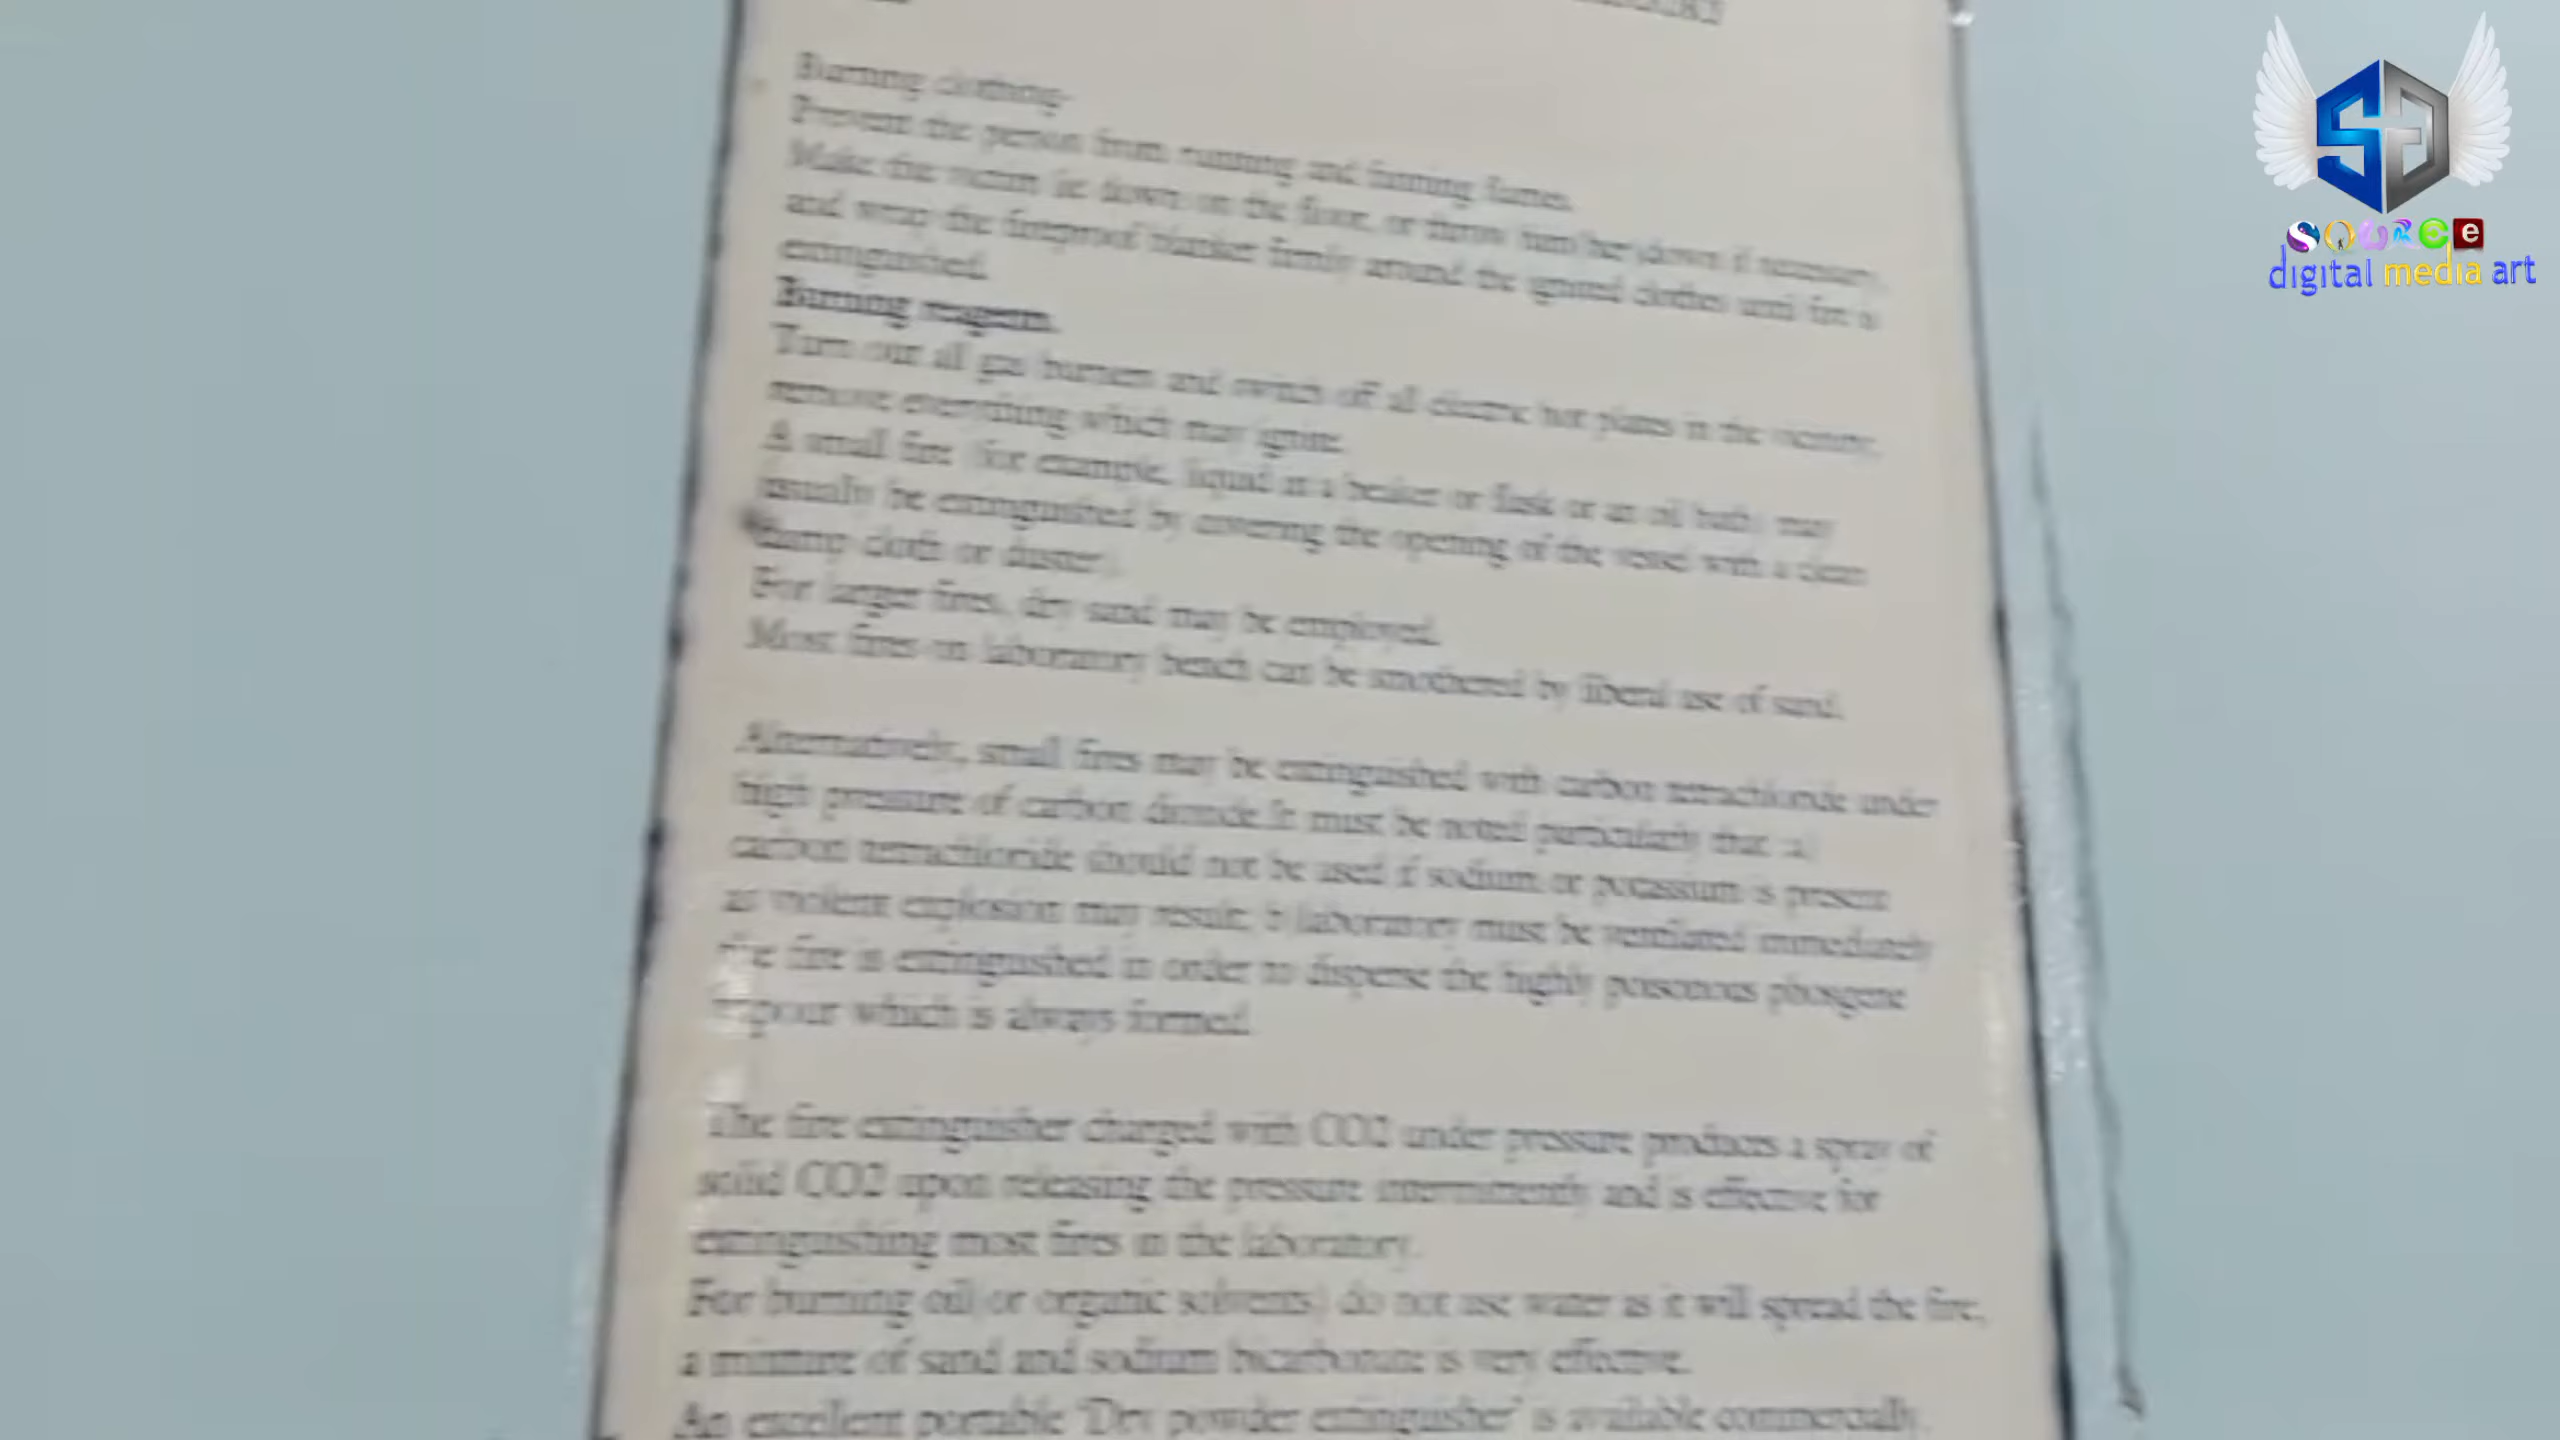 Burning clothing-
Prevent the person from running and fanning flames.
Make the victim lie down on the floor, or throw him/her down if necessary,
and wrap the fireproof blanket firmly around the ignited clothes until fire is
extinguished.
Burning reagents.
Turn out all gas burners and switch off all electric hot plates in the vicinity,
remove everything which may ignite.
A small fire (for example, liquid in a beaker or flask or an oil bath) may
usually be extinguished by covering the opening of the vessel with a clean
damp cloth or duster).
For larger fires, dry sand may be employed.
Most fires on laboratory bench can be smothered by liberal use of sand.
Alternatively, small fires may be extinguished with carbon tetrachloride under
high pressure of carbon dioxide.It must be noted particularly that a)
carbon tetrachloride should not be used if sodium or potassium is present
as violent explosion may result, b)laboratory must be ventilated immediately
the fire is extinguished in order to disperse the highly poisonous phosgene
vapour which is always formed.
The fire extinguisher charged with CO2 under pressure produces a spray of
solid CO2 upon releasing the pressure intermittently and is effective for
extinguishing most fires in the laboratory.
For burning oil(or organic solvents) do not use water as it will spread the fire,
a mixture of sand and sodium bicarbonate is very effective.
An excellent portable 'Dry powder extinguisher' is available commercially.
SOURCe
digital media art